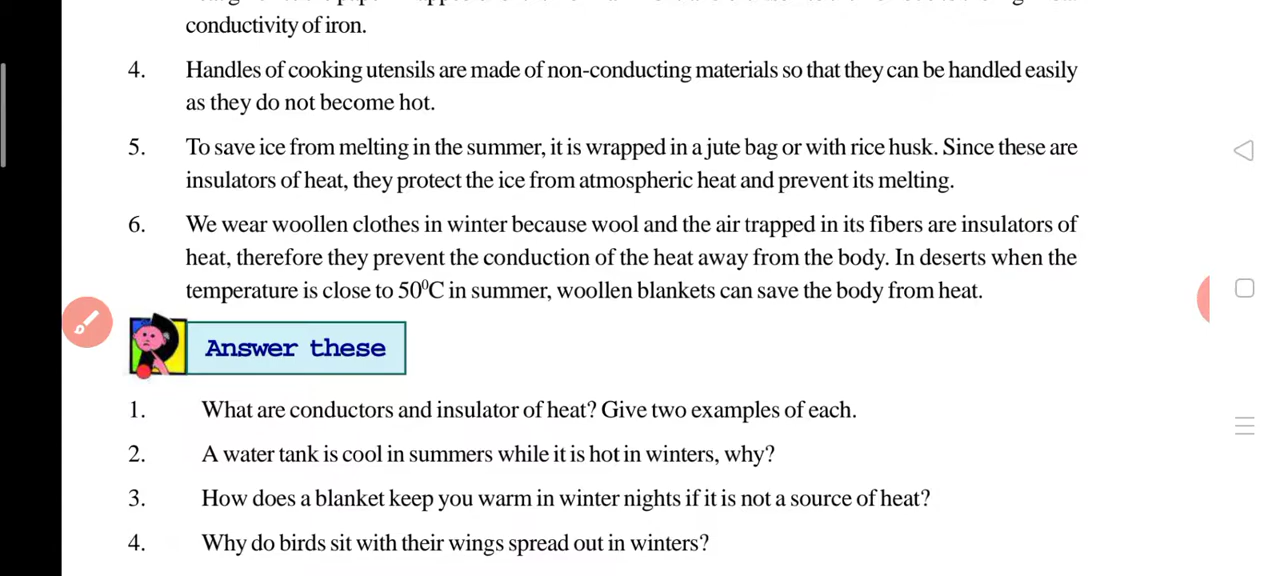 conductivity of iron.
4. Handles of cooking utensils are made of non-conducting materials so that they can be handled easily
as they do not become hot.
5. To save ice from melting in the summer, it is wrapped in a jute bag or with rice husk. Since these are
insulators of heat, they protect the ice from atmospheric heat and prevent its melting.
6. We wear woollen clothes in winter because wool and the air trapped in its fibers are insulators of
heat, therefore they prevent the conduction of the heat away from the body. In deserts when the
temperature is close to 50⁰C in summer, woollen blankets can save the body from heat.
Answer these
1. What are conductors and insulator of heat? Give two examples of each.
2. A water tank is cool in summers while it is hot in winters, why?
3. How does a blanket keep you warm in winter nights if it is not a source of heat?
4. Why do birds sit with their wings spread out in winters?